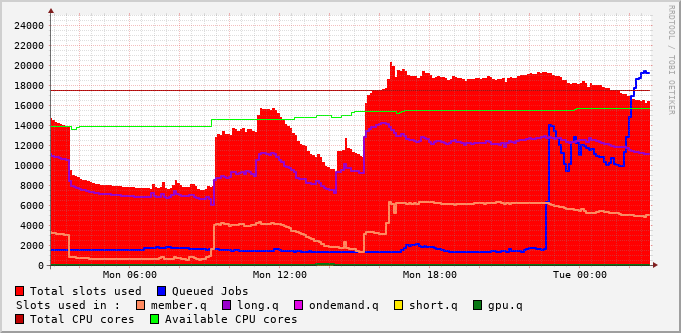 24000
22000
20000
18000
16000
14000
12000
10000
8000
6000
4000
2000
0
Mon 06:00 Mon 12:00 Mon 18:00 Tue 00:00
RRDTOOL / TOBI OETIKER
Total slots used Queued Jobs
Slots used in : member.q long.q ondemand.q short.q gpu.q
Total CPU cores Available CPU cores